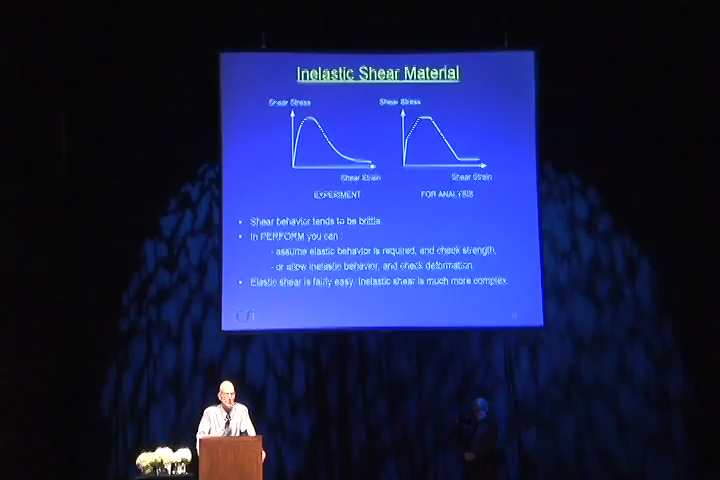 Inelastic Shear Material
Shear Stress
Shear Stress
Shear Strain
Shear Strain
EXPERIMENT
FOR ANALYSIS
• Shear behavior tends to be brittle.
• In PERFORM you can :
- assume elastic behavior is required, and check strength,
- or allow inelastic behavior, and check deformation.
• Elastic shear is fairly easy. Inelastic shear is much more complex.
CSi